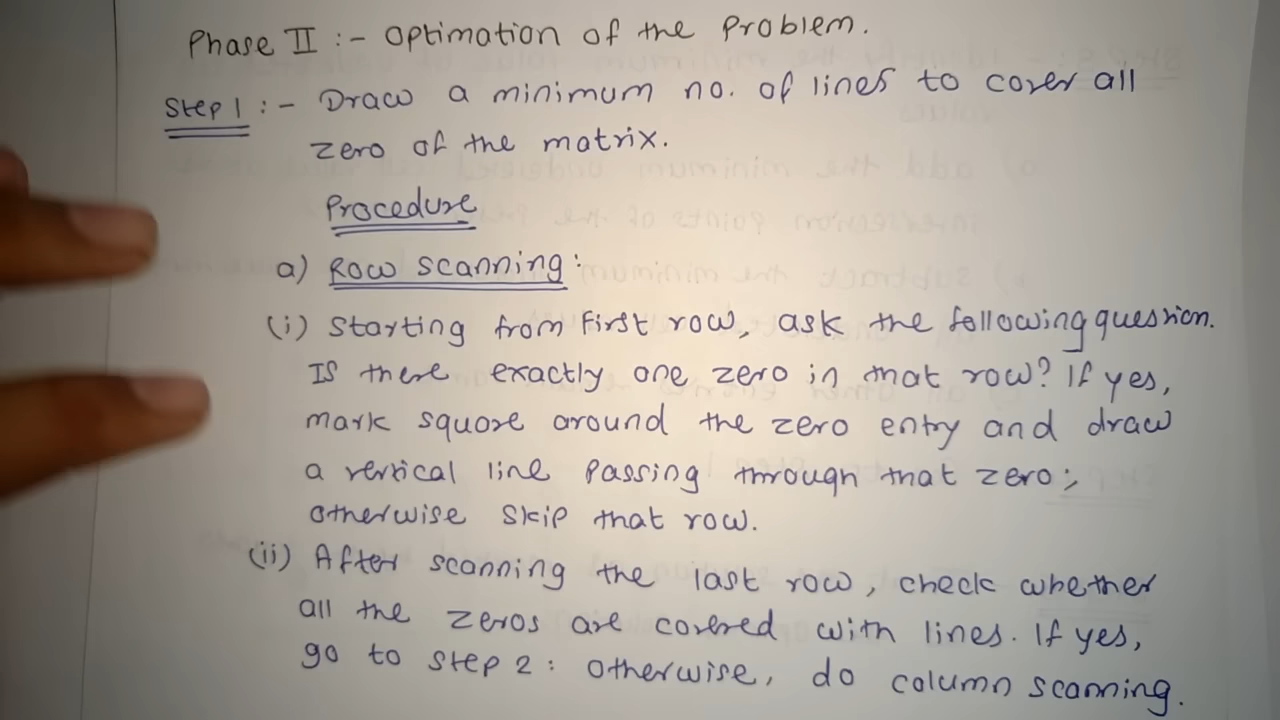 Phase II :- Optimation of the Problem.
Step 1 :- Draw a minimum no. of lines to cover all
zero of the matrix.
Procedure
a) Row scanning:
(i) Starting from First row, ask the following question.
Is there exactly one zero in that row? If yes,
mark square around the zero entry and draw
a vertical line passing through that zero;
otherwise skip that row.
(ii) After scanning the last row, check whether
all the zeros are covered with lines. If yes,
go to step 2: otherwise, do column scanning.